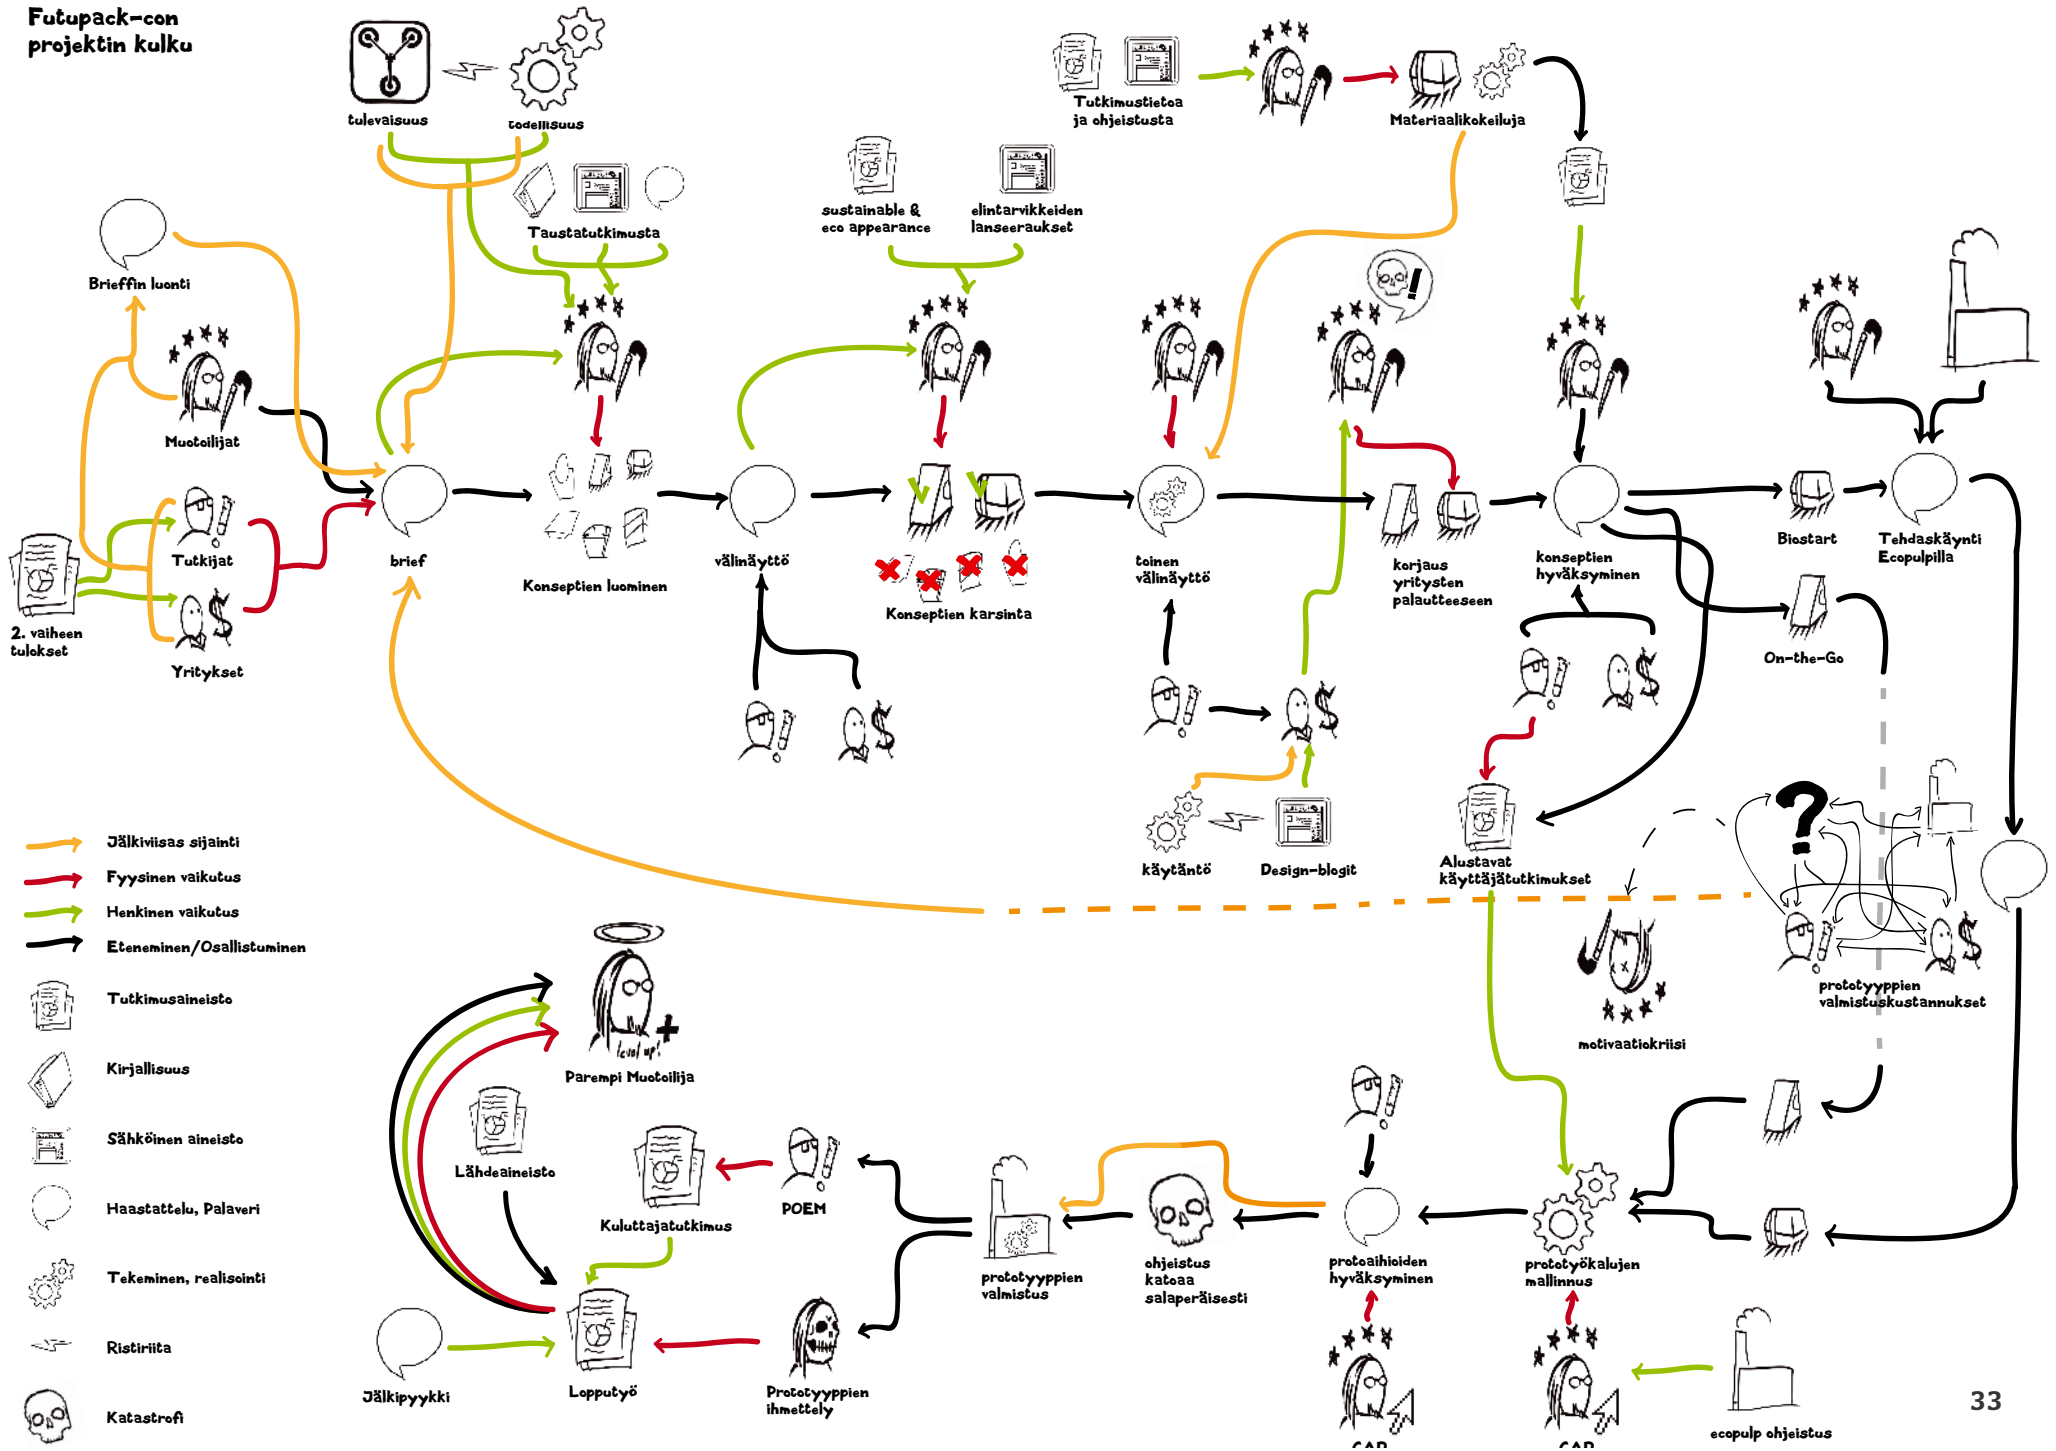 Futupack-con
projektin kulku
tulevaisuus
todellisuus
Taustatutkimusta
sustainable &
eco appearance
elintarvikkeiden
lanseeraukset
Tutkimustietoa
ja ohjeistusta
Materiaalikokeiluja
Brieffin luonti
Muotoilijat
Tutkijat
Yritykset
2. vaiheen
tulokset
brief
Konseptien luominen
välinäyttö
Konseptien karsinta
toinen
välinäyttö
korjaus
yritysten
palautteeseen
konseptien
hyväksyminen
Biostart
Tehdaskäynti
Ecopulpilla
On-the-Go
käytäntö
Design-blogit
Alustavat
käyttäjätutkimukset
prototyyppien
valmistuskustannukset
motivaatiokriisi
Jälkiviisas sijainti
Fyysinen vaikutus
Henkinen vaikutus
Eteneminen/Osallistuminen
Tutkimusaineisto
Kirjallisuus
Sähköinen aineisto
Haastattelu, Palaveri
Tekeminen, realisointi
Ristiriita
Katastrofi
level up!
Parempi Muotoilija
Lähdeaineisto
Kuluttajatutkimus
POEM
Jälkipyykki
Lopputyö
Prototyyppien
ihmettely
prototyyppien
valmistus
ohjeistus
katoaa
salaperäisesti
protoaihioiden
hyväksyminen
prototyökalujen
mallinnus
CAD
CAD
ecopulp ohjeistus
33